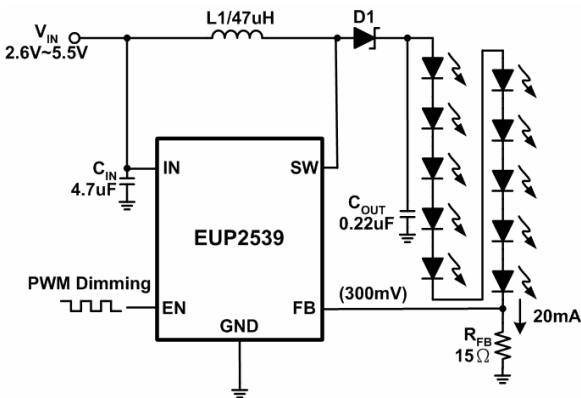 L1/47uH
D1
VIN
2.6V~5.5V
CIN
4.7uF
IN
SW
EUP2539
COUT
0.22uF
PWM Dimming
EN
FB
(300mV)
GND
20mA
RFB
15Ω